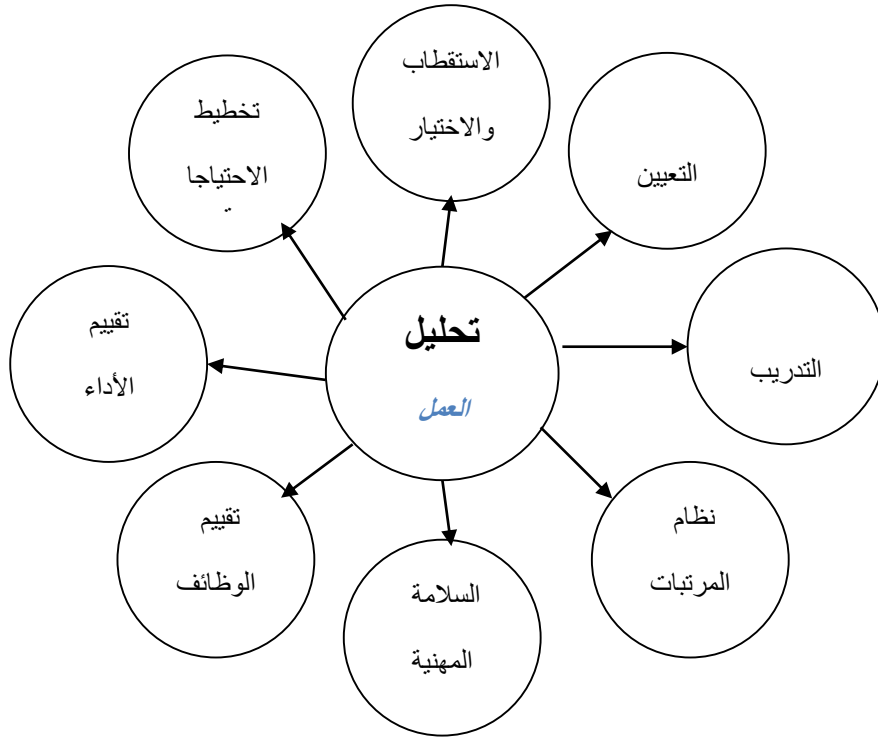 الاستقطاب
والاختيار
التعيين
تخطيط
الاحتياجا
التدريب
تحليل
العمل
تقييم
الأداء
نظام
المرتبات
تقييم
الوظائف
السلامة
المهنية